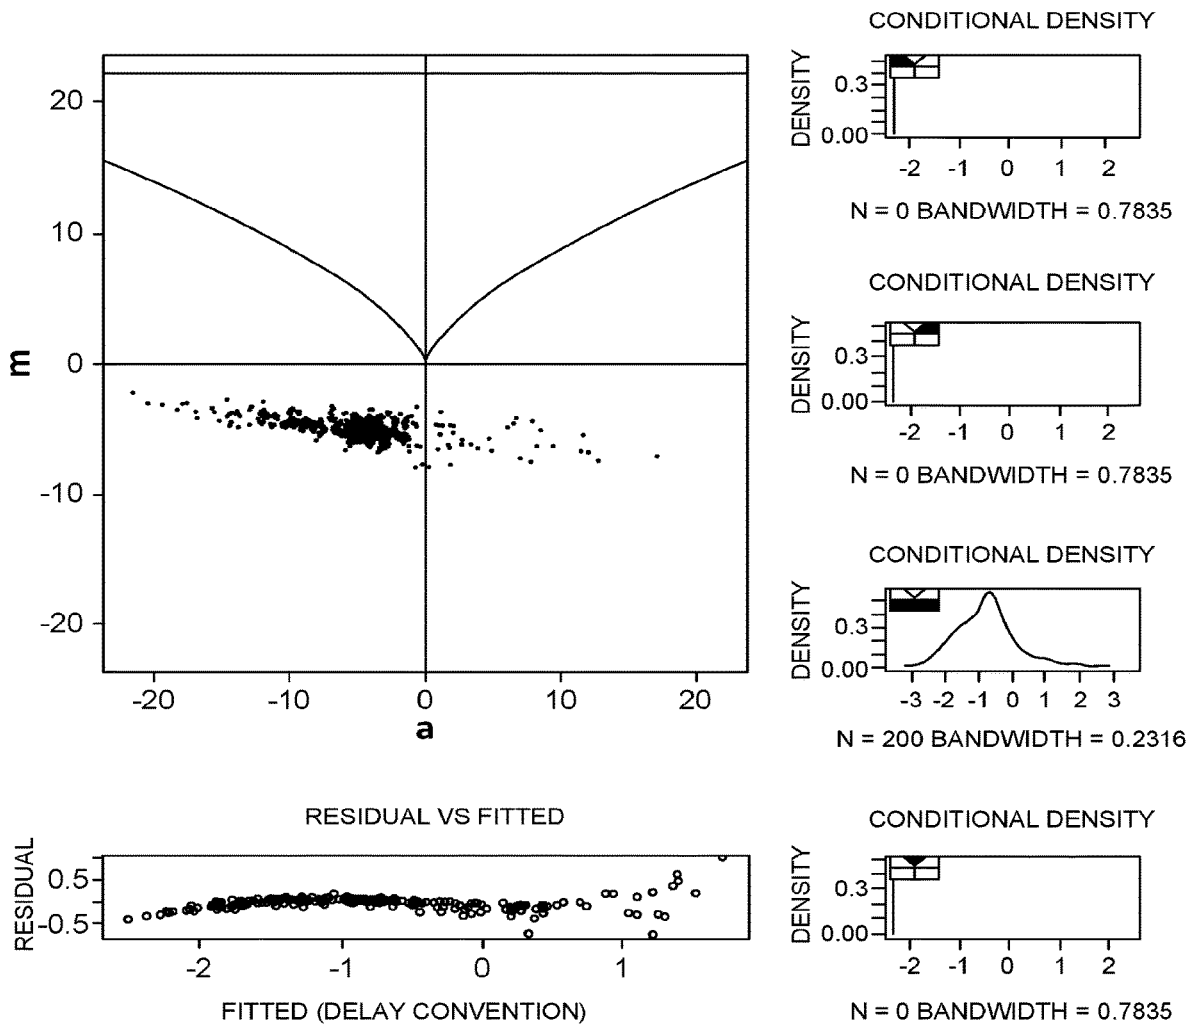 20
10
0
-10
-20
m
-20 -10 0 10 20
a
CONDITIONAL DENSITY
DENSITY
0.3
0.00
-2 -1 0 1 2
N = 0 BANDWIDTH = 0.7835
CONDITIONAL DENSITY
DENSITY
0.3
0.00
-2 -1 0 1 2
N = 0 BANDWIDTH = 0.7835
CONDITIONAL DENSITY
DENSITY
0.3
0.00
-3 -2 -1 0 1 2 3
N = 200 BANDWIDTH = 0.2316
RESIDUAL VS FITTED
RESIDUAL
0.5
-0.5
-2 -1 0 1
FITTED (DELAY CONVENTION)
CONDITIONAL DENSITY
DENSITY
0.3
0.00
-2 -1 0 1 2
N = 0 BANDWIDTH = 0.7835